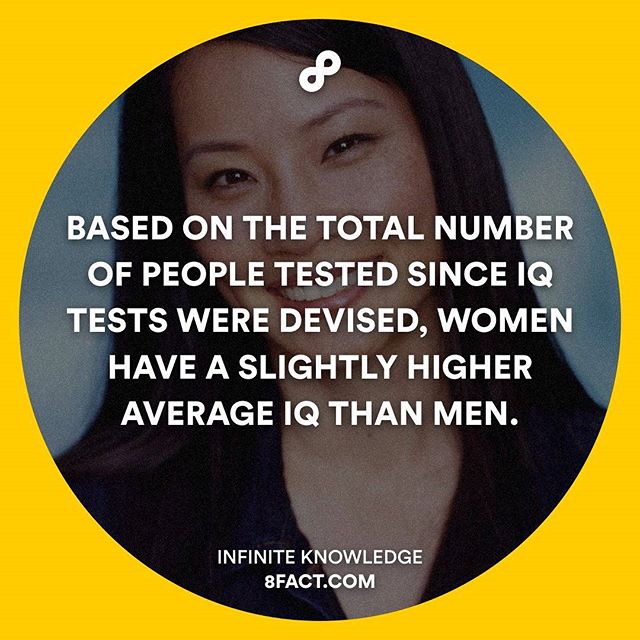 BASED ON THE TOTAL NUMBER
OF PEOPLE TESTED SINCE IQ
TESTS WERE DEVISED, WOMEN
HAVE A SLIGHTLY HIGHER
AVERAGE IQ THAN MEN.
INFINITE KNOWLEDGE
8FACT.COM